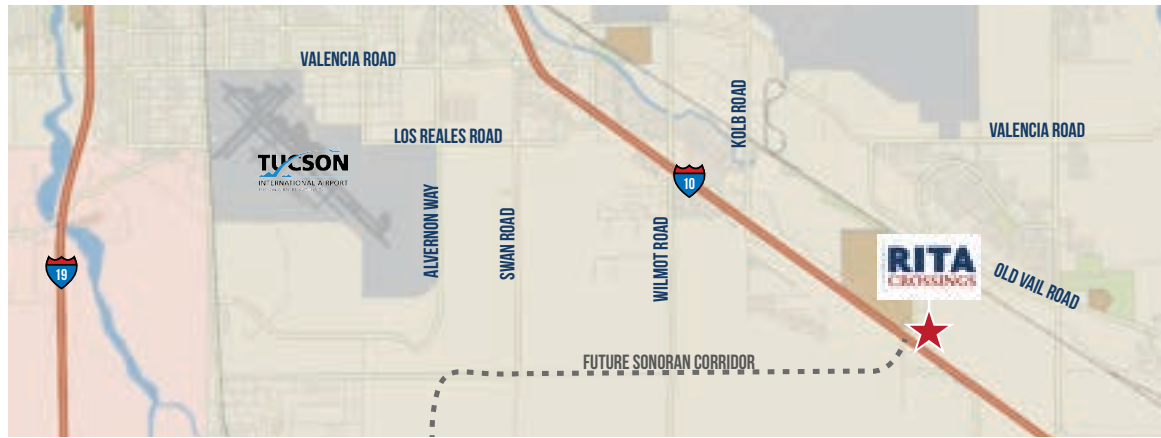 VALENCIA ROAD
KOLB ROAD
LOS REALES ROAD
VALENCIA ROAD
TUCSON
INTERNATIONAL AIRPORT
10
ALVERNON WAY
SWAN ROAD
WILMOT ROAD
19
RITA
CROSSINGS
OLD VAIL ROAD
FUTURE SONORAN CORRIDOR